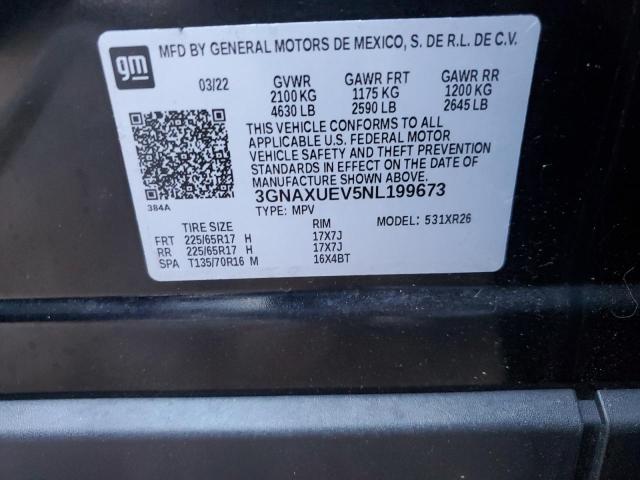 gm
MFD BY GENERAL MOTORS DE MEXICO, S. DE R.L. DE C.V.
03/22 GVWR GAWR FRT GAWR RR
2100 KG 1175 KG 1200 KG
4630 LB 2590 LB 2645 LB
THIS VEHICLE CONFORMS TO ALL
APPLICABLE U.S. FEDERAL MOTOR
VEHICLE SAFETY AND THEFT PREVENTION
STANDARDS IN EFFECT ON THE DATE OF
MANUFACTURE SHOWN ABOVE.
384A
3GNAXUEV5NL199673
TYPE: MPV MODEL: 531XR26
TIRE SIZE RIM
FRT 225/65R17 H 17X7J
RR 225/65R17 H 17X7J
SPA T135/70R16 M 16X4BT